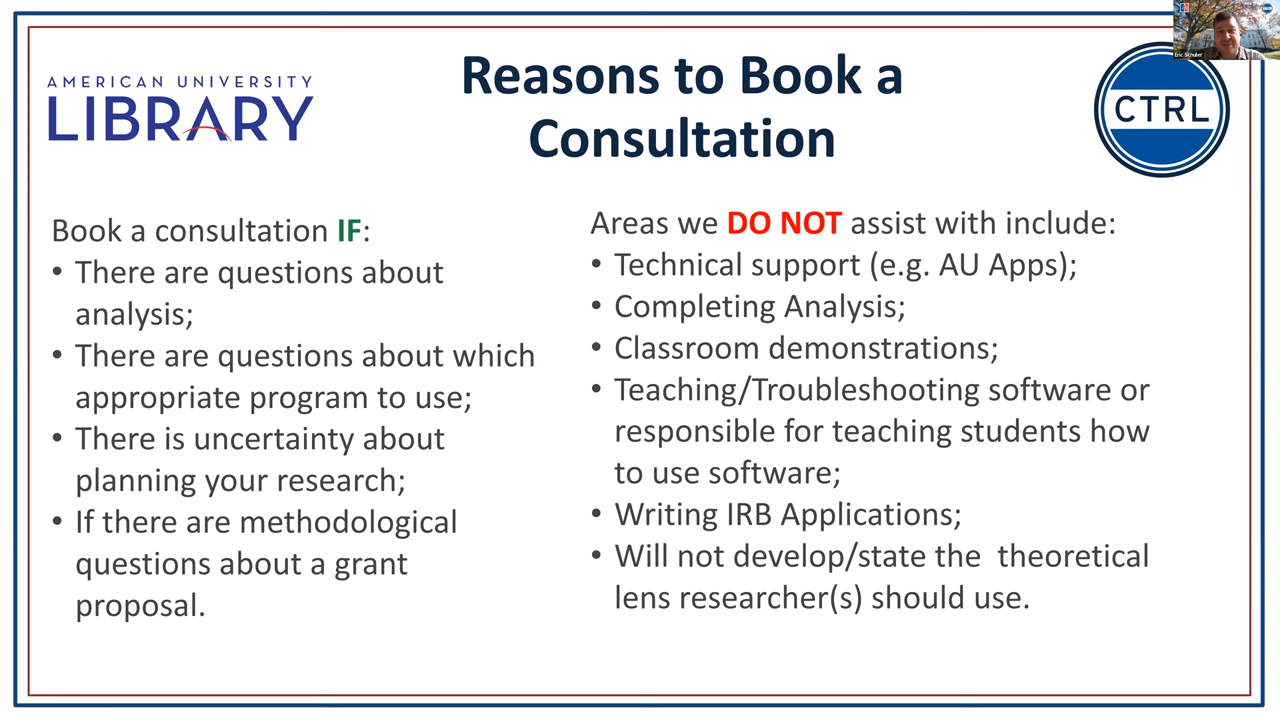 AMERICAN UNIVERSITY
LIBRARY
Reasons to Book a
Consultation
CTRL
Eric Schuler
Book a consultation IF:
• There are questions about
analysis;
• There are questions about which
appropriate program to use;
• There is uncertainty about
planning your research;
• If there are methodological
questions about a grant
proposal.
Areas we DO NOT assist with include:
• Technical support (e.g. AU Apps);
• Completing Analysis;
• Classroom demonstrations;
• Teaching/Troubleshooting software or
responsible for teaching students how
to use software;
• Writing IRB Applications;
• Will not develop/state the  theoretical
lens researcher(s) should use.